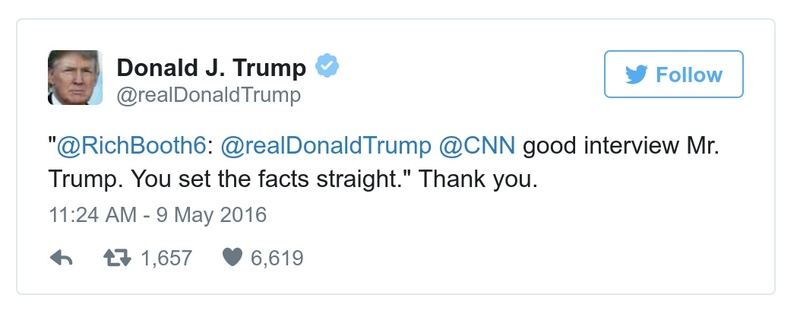 Donald J. Trump
@realDonaldTrump
Follow
"@RichBooth6: @realDonaldTrump @CNN good interview Mr.
Trump. You set the facts straight." Thank you.
11:24 AM - 9 May 2016
1,657 6,619